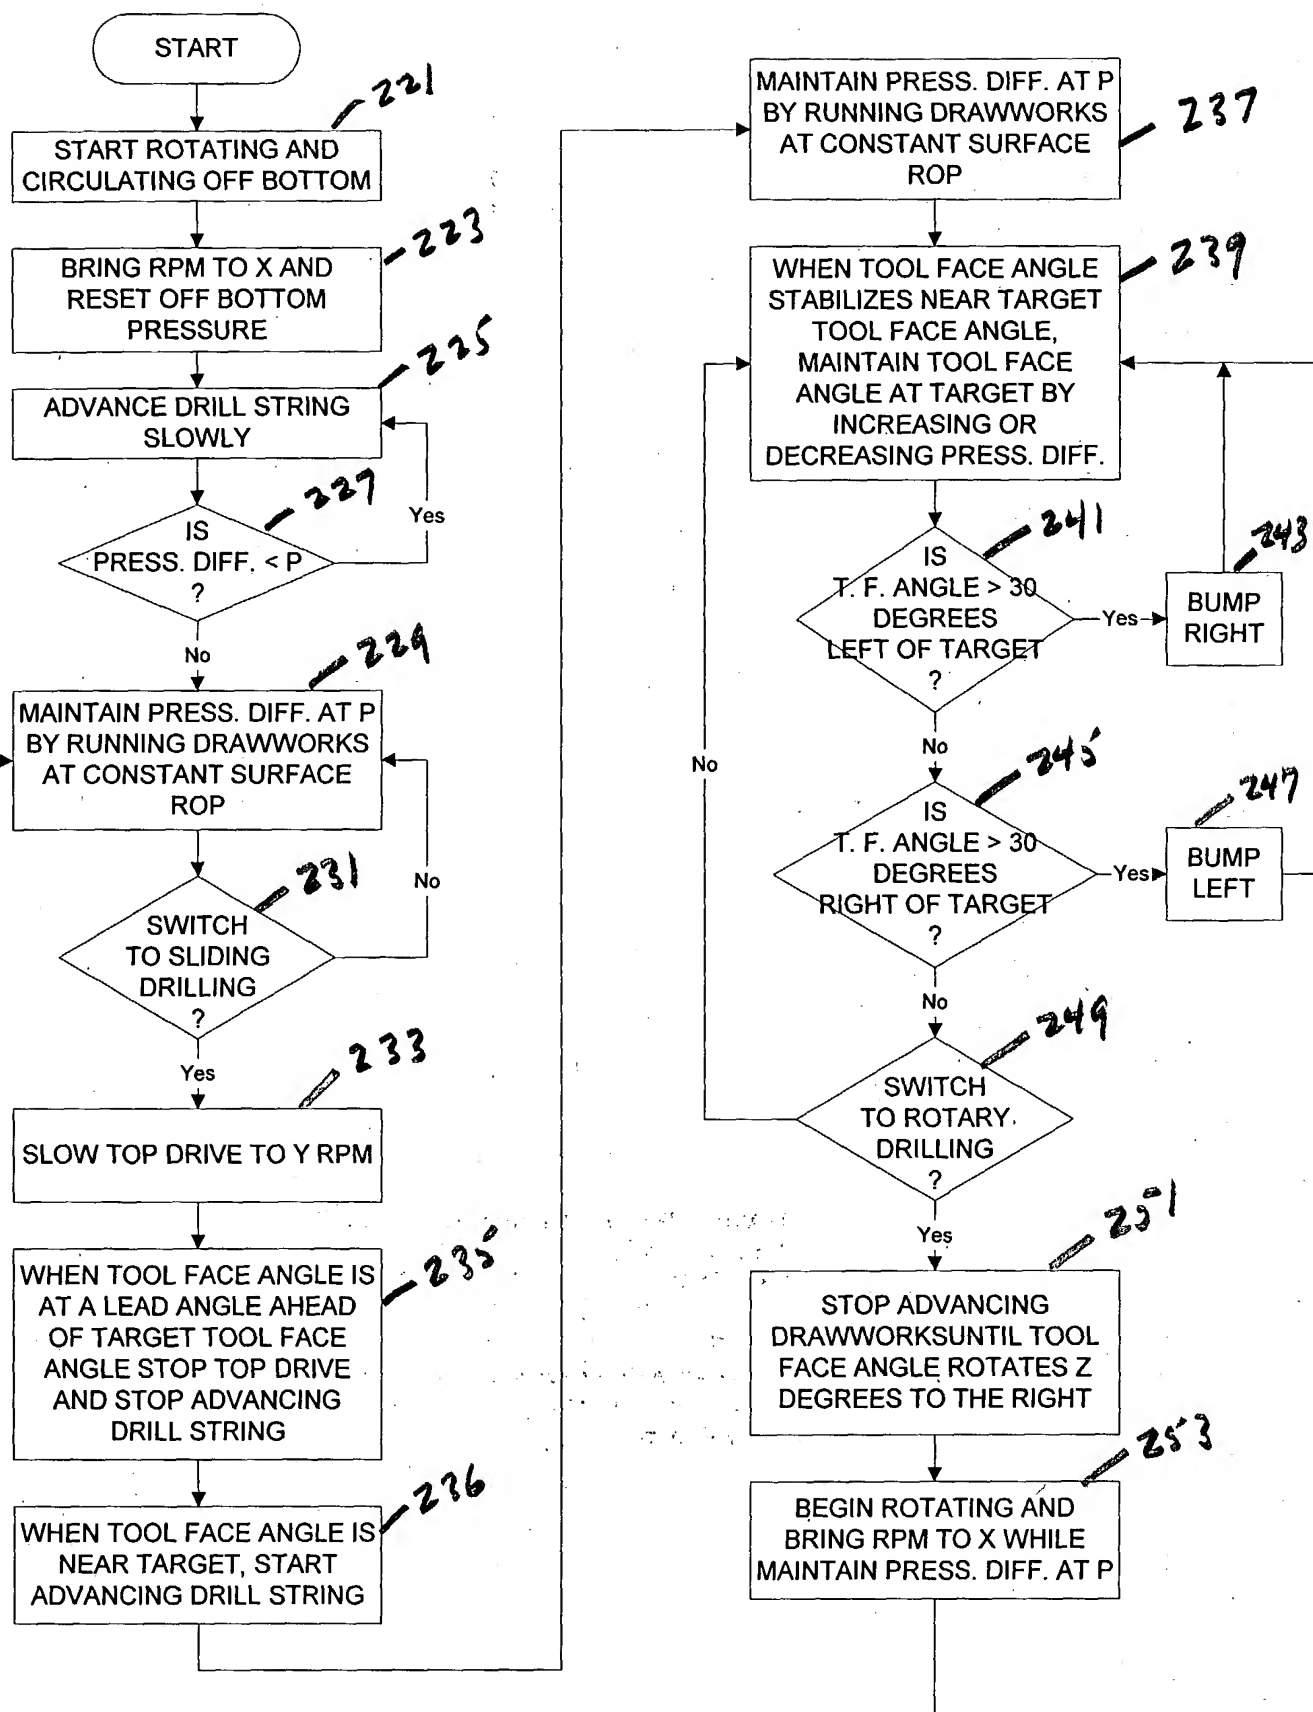 START
221
START ROTATING AND
CIRCULATING OFF BOTTOM
223
BRING RPM TO X AND
RESET OFF BOTTOM
PRESSURE
225
ADVANCE DRILL STRING
SLOWLY
227
IS
PRESS. DIFF. < P
?
Yes
No
229
MAINTAIN PRESS. DIFF. AT P
BY RUNNING DRAWWORKS
AT CONSTANT SURFACE
ROP
231
SWITCH
TO SLIDING
DRILLING
?
No
Yes
233
SLOW TOP DRIVE TO Y RPM
235
WHEN TOOL FACE ANGLE IS
AT A LEAD ANGLE AHEAD
OF TARGET TOOL FACE
ANGLE STOP TOP DRIVE
AND STOP ADVANCING
DRILL STRING
236
WHEN TOOL FACE ANGLE IS
NEAR TARGET, START
ADVANCING DRILL STRING
MAINTAIN PRESS. DIFF. AT P
BY RUNNING DRAWWORKS
AT CONSTANT SURFACE
ROP
237
239
WHEN TOOL FACE ANGLE
STABILIZES NEAR TARGET
TOOL FACE ANGLE,
MAINTAIN TOOL FACE
ANGLE AT TARGET BY
INCREASING OR
DECREASING PRESS. DIFF.
241
IS
T. F. ANGLE > 30
DEGREES
LEFT OF TARGET
?
Yes
243
BUMP
RIGHT
No
245
IS
T. F. ANGLE > 30
DEGREES
RIGHT OF TARGET
?
Yes
247
BUMP
LEFT
No
249
SWITCH
TO ROTARY
DRILLING
?
No
Yes
251
STOP ADVANCING
DRAWWORKSUNTIL TOOL
FACE ANGLE ROTATES Z
DEGREES TO THE RIGHT
253
BEGIN ROTATING AND
BRING RPM TO X WHILE
MAINTAIN PRESS. DIFF. AT P